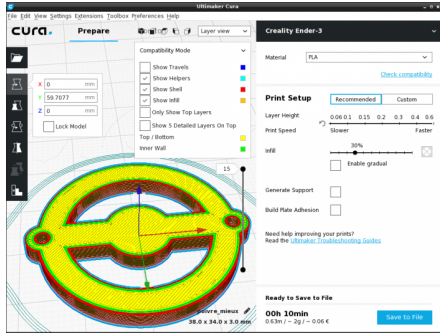 Ultimaker Cura
File Edit View Settings Extensions Toolbox Preferences Help
cura.
Prepare
Layer view
Creality Ender-3
Compatibility Mode
Show Travels
Show Helpers
Show Shell
Show Infill
Only Show Top Layers
Show 5 Detailed Layers On Top
Top / Bottom
Inner Wall
X 0 mm
Y 59.7077 mm
Z 0 mm
Lock Model
15
Material PLA
Check compatibility
Print Setup Recommended Custom
Layer Height 0.06 0.1 0.15 0.2 0.3 0.4 0.6
Print Speed Slower Faster
Infill 30%
Enable gradual
Generate Support
Build Plate Adhesion
Need help improving your prints?
Read the Ultimaker Troubleshooting Guides
38.0 x 34.0 x 3.0 mm
Ready to Save to File
00h 10min
0.63m / ~ 2g / ~ 0.06 €
Save to File